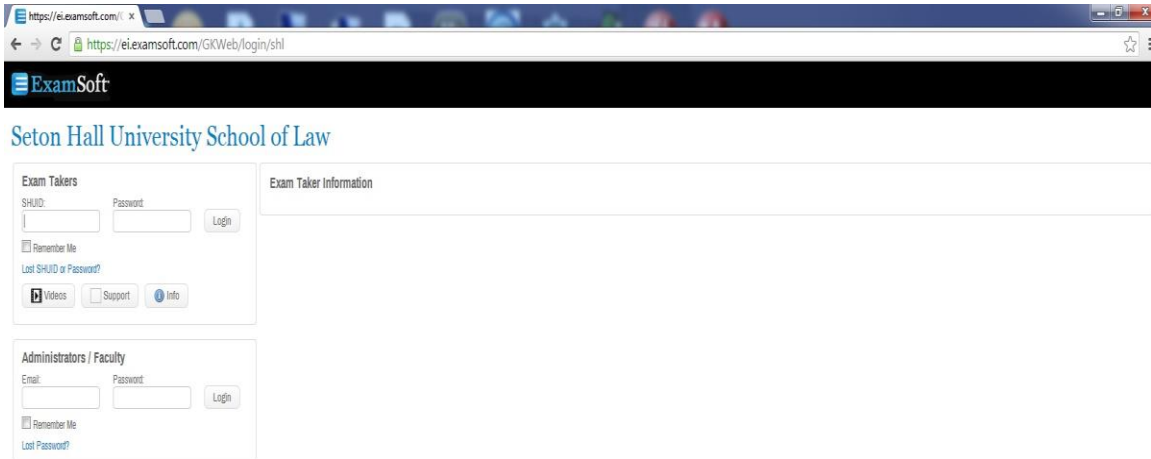 https://ei.examsoft.com/
https://ei.examsoft.com/GKWeb/login/shl
ExamSoft
Seton Hall University School of Law
Exam Takers
SHUID: Password:
Login
Remember Me
Lost SHUID or Password?
Videos Support Info
Exam Taker Information
Administrators / Faculty
Email: Password:
Login
Remember Me
Lost Password?